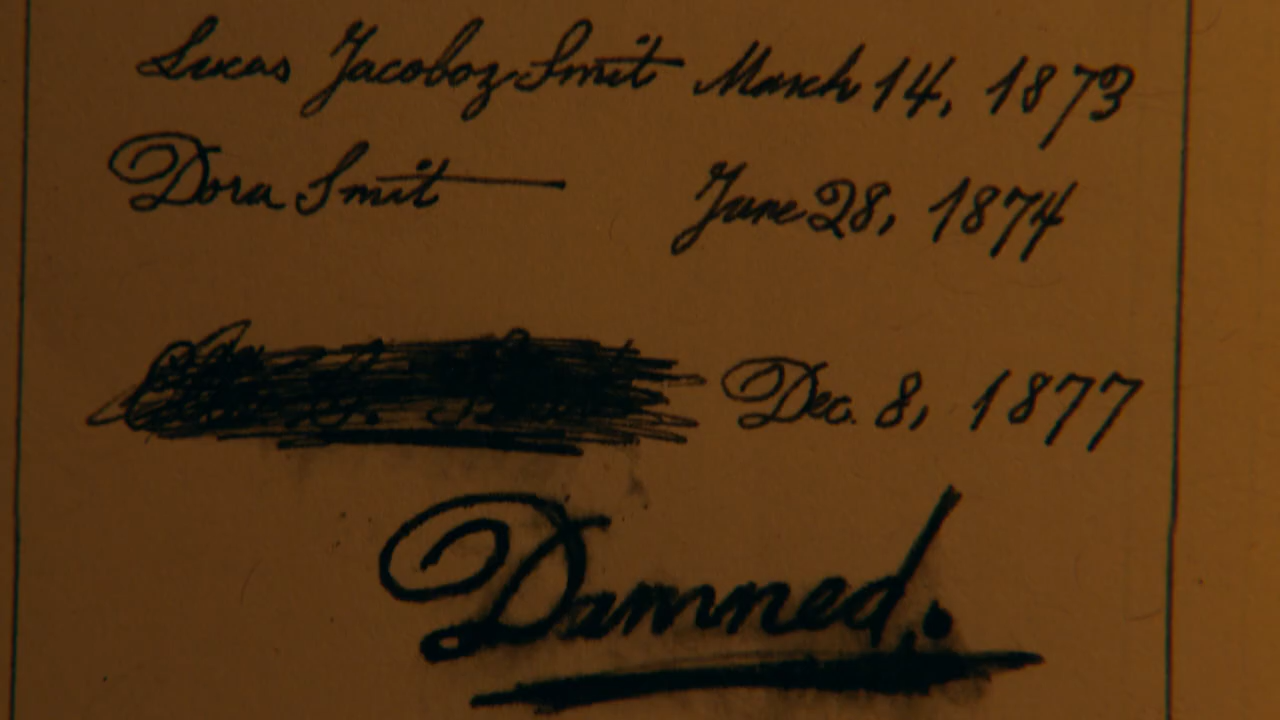 Lucas Jacoboz Smit March 14, 1873
Dora Smit June 28, 1874
Dec. 8, 1877
Damned.